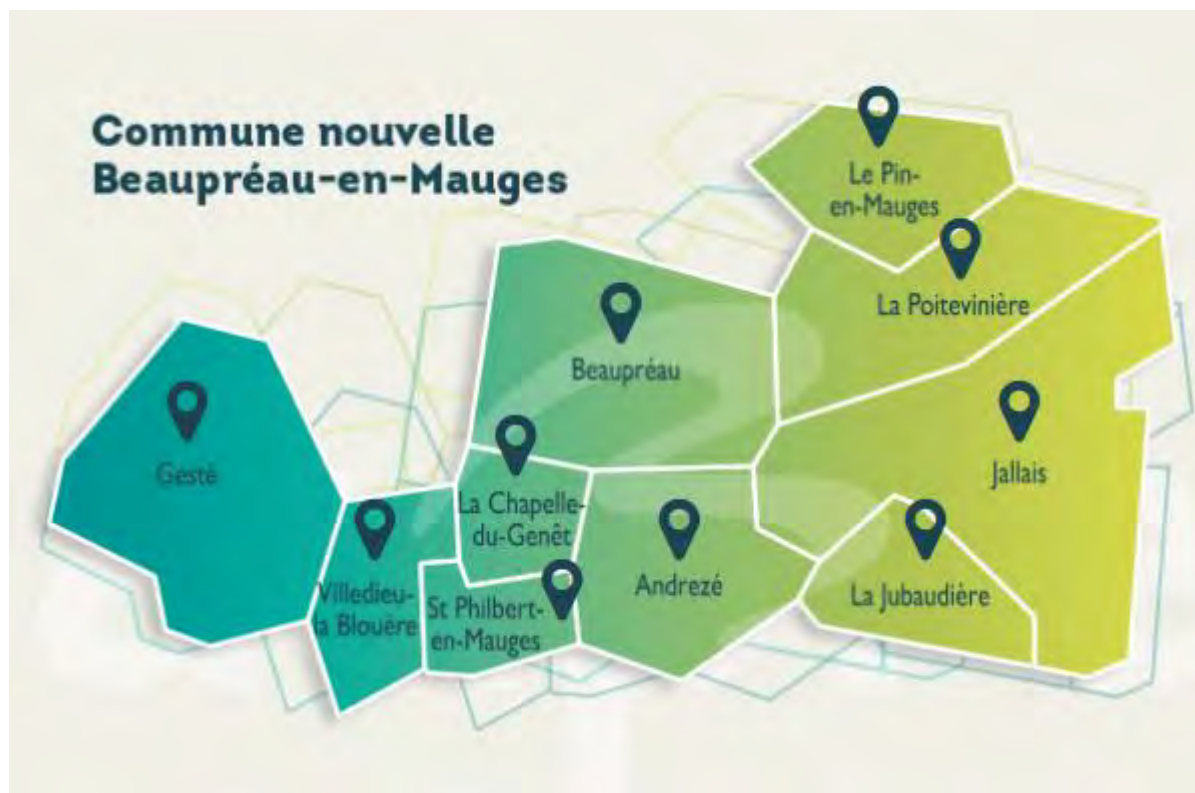 Commune nouvelle
Beaupréau-en-Mauges
Le Pin-
en-Mauges
La Poitevinière
Beaupréau
Gesté
Jallais
La Chapelle-
du-Genêt
Andrezé
La Jubaudière
Villedieu-
la Blouère
St Philbert-
en-Mauges